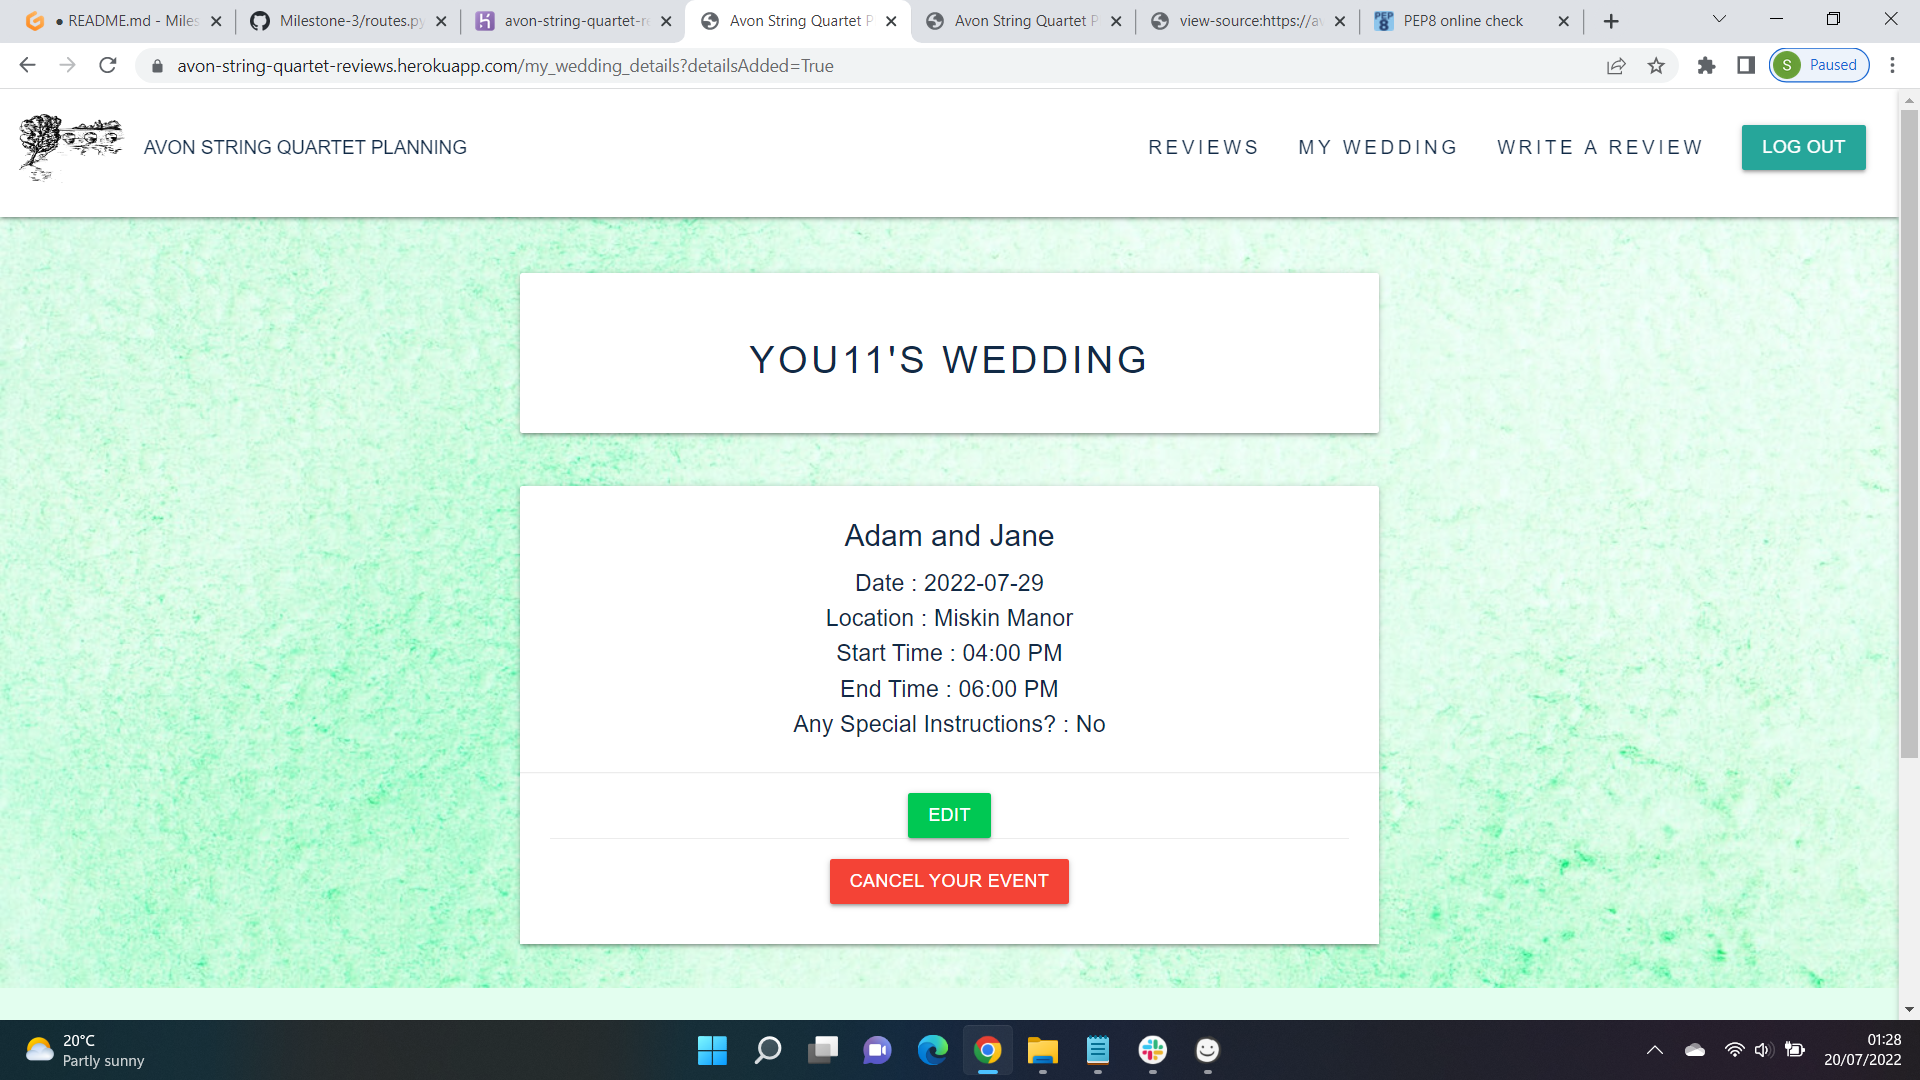 ● README.md - Miles
Milestone-3/routes.py
avon-string-quartet-re
Avon String Quartet P
Avon String Quartet P
view-source:https://av
PEP8 online check
avon-string-quartet-reviews.herokuapp.com/my_wedding_details?detailsAdded=True
S Paused
AVON STRING QUARTET PLANNING
REVIEWS
MY WEDDING
WRITE A REVIEW
LOG OUT
YOU11'S WEDDING
Adam and Jane
Date : 2022-07-29
Location : Miskin Manor
Start Time : 04:00 PM
End Time : 06:00 PM
Any Special Instructions? : No
EDIT
CANCEL YOUR EVENT
20°C
Partly sunny
01:28
20/07/2022